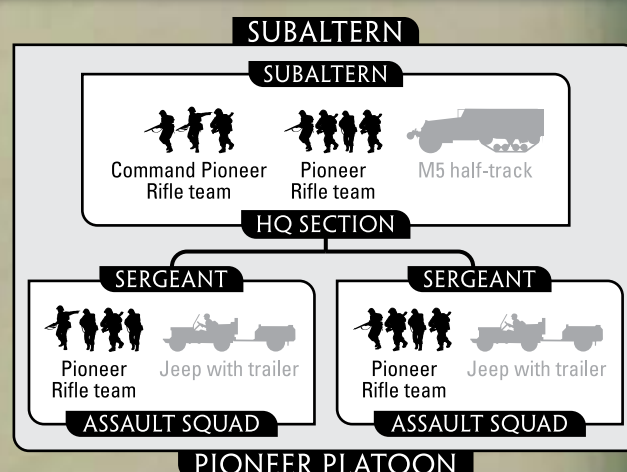 SUBALTERN
SUBALTERN
Command Pioneer
Rifle team
Pioneer
Rifle team
M5 half-track
HQ SECTION
SERGEANT
Pioneer
Rifle team
Jeep with trailer
ASSAULT SQUAD
SERGEANT
Pioneer
Rifle team
Jeep with trailer
ASSAULT SQUAD
PIONEER PLATOON